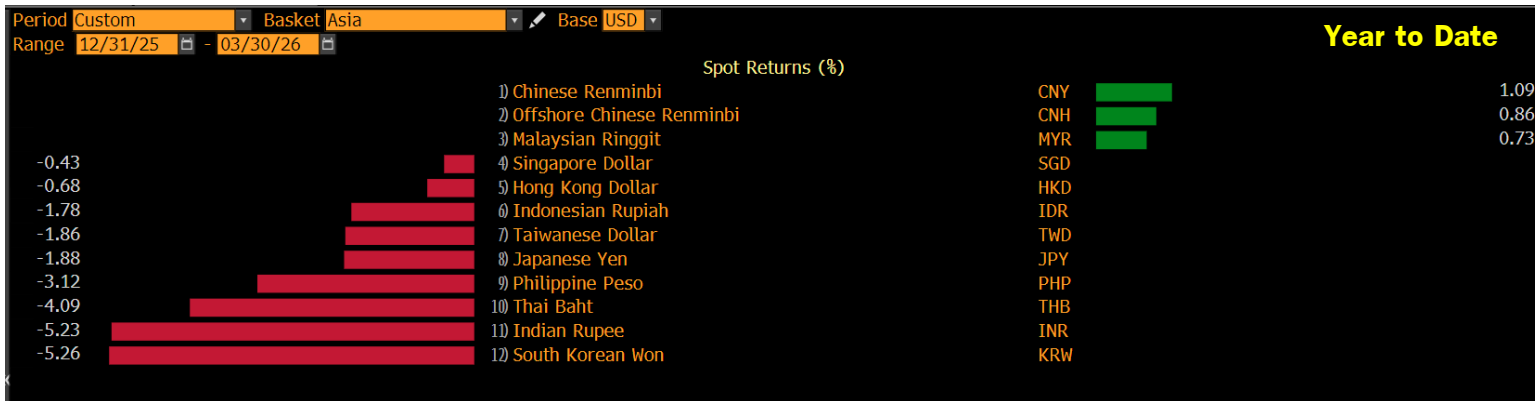 Period Custom Basket Asia Base USD
Range 12/31/25 - 03/30/26
Year to Date
Spot Returns (%)
1) Chinese Renminbi CNY 1.09
2) Offshore Chinese Renminbi CNH 0.86
3) Malaysian Ringgit MYR 0.73
-0.43 4) Singapore Dollar SGD
-0.68 5) Hong Kong Dollar HKD
-1.78 6) Indonesian Rupiah IDR
-1.86 7) Taiwanese Dollar TWD
-1.88 8) Japanese Yen JPY
-3.12 9) Philippine Peso PHP
-4.09 10) Thai Baht THB
-5.23 11) Indian Rupee INR
-5.26 12) South Korean Won KRW